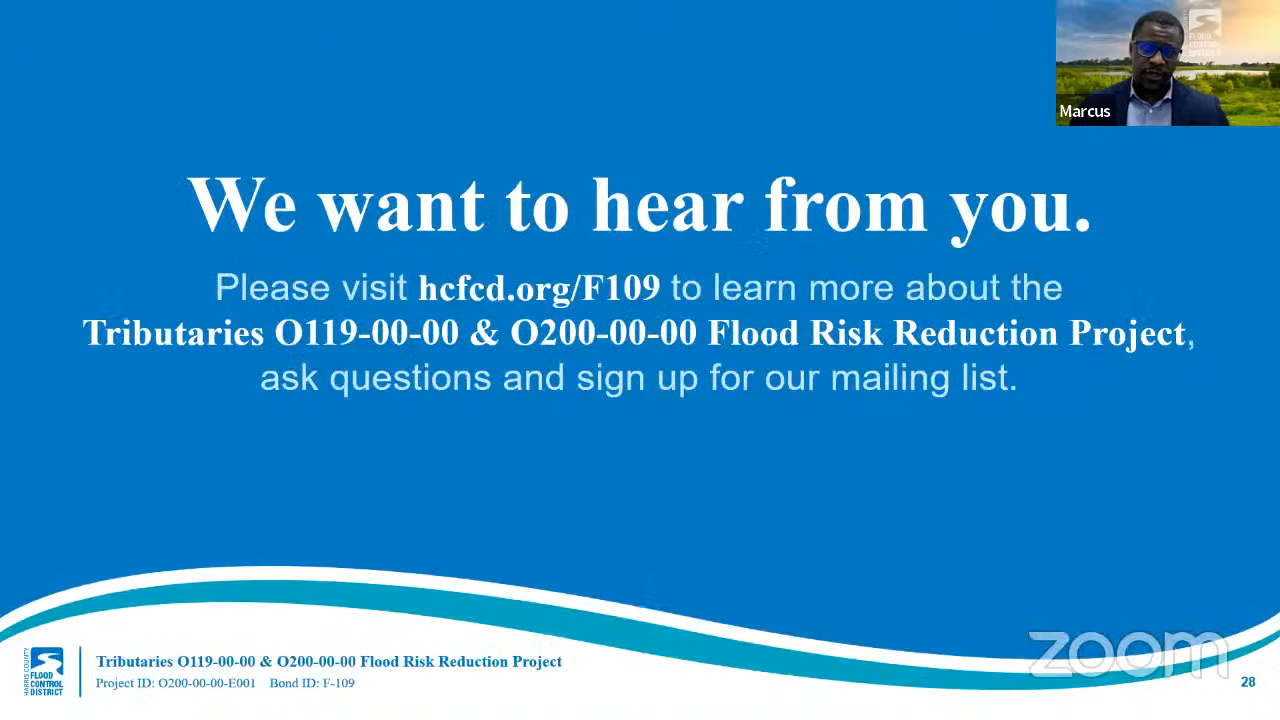 Marcus
We want to hear from you.
Please visit hcfcd.org/F109 to learn more about the
Tributaries O119-00-00 & O200-00-00 Flood Risk Reduction Project,
ask questions and sign up for our mailing list.
HARRIS COUNTY
FLOOD
CONTROL
DISTRICT
Tributaries O119-00-00 & O200-00-00 Flood Risk Reduction Project
Project ID: O200-00-00-E001 Bond ID: F-109
zoom
28
FLOOD
CONTROL
DISTRICT